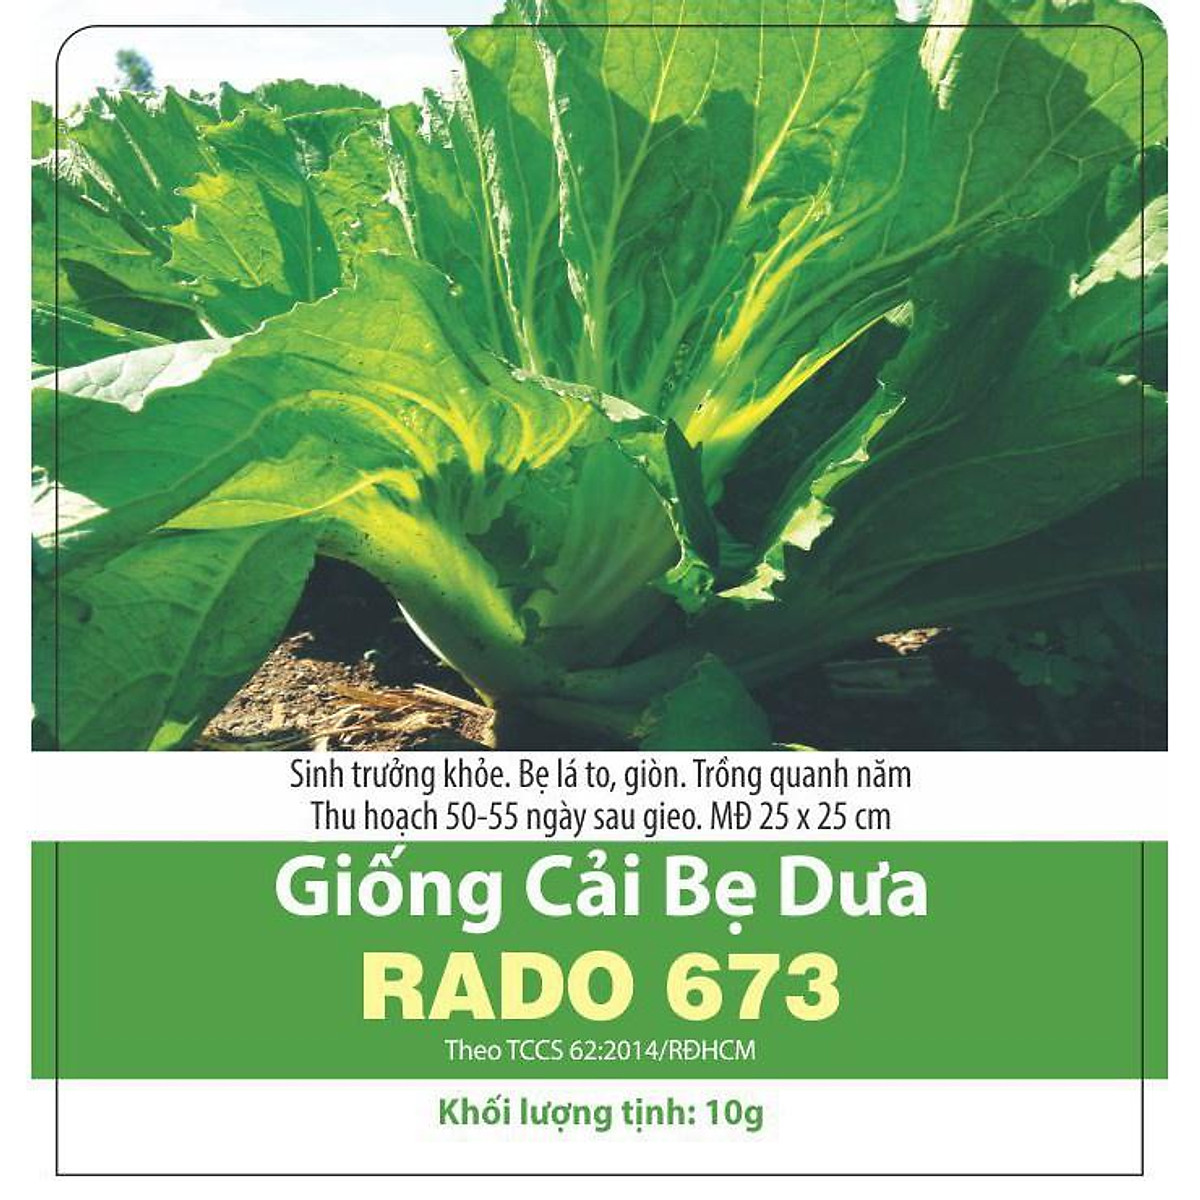 Sinh trưởng khỏe. Bẹ lá to, giòn. Trồng quanh năm
Thu hoạch 50-55 ngày sau gieo. MĐ 25 x 25 cm
Giống Cải Bẹ Dưa
RADO 673
Theo TCCS 62:2014/RĐHCM
Khối lượng tịnh: 10g